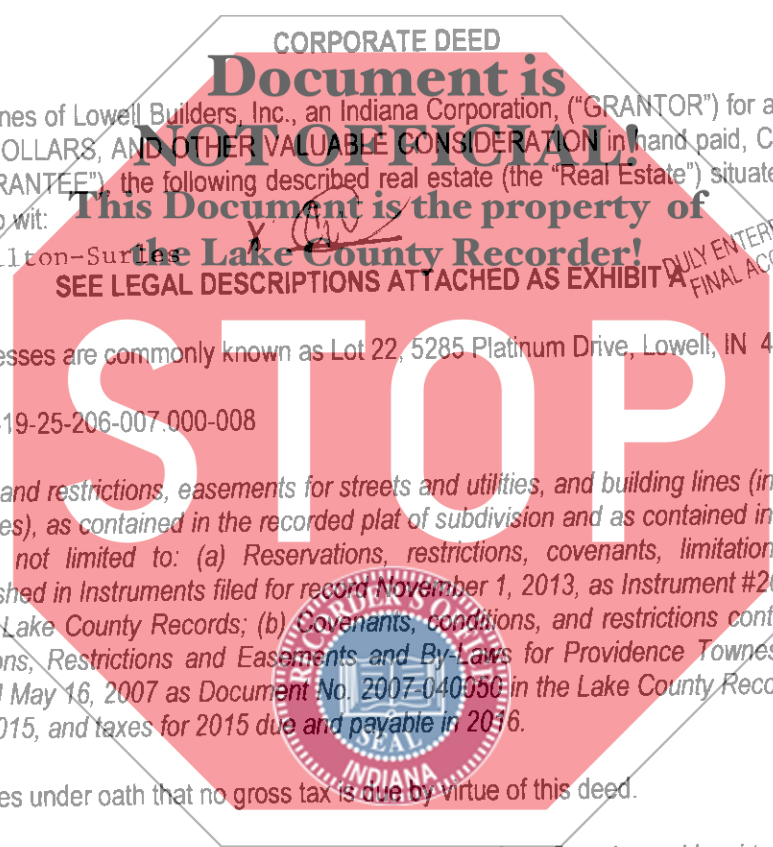 CORPORATE DEED
Document is
nes of Lowell Builders, Inc., an Indiana Corporation, ("GRANTOR") for a
NOT OFFICIAL!
OLLARS, AND OTHER VALUABLE CONSIDERATION in hand paid, C
RANTEE"), the following described real estate (the "Real Estate") situate
This Document is the property of
o wit:
lton-Surles
the Lake County Recorder!
DULY ENTER
FINAL ACC
SEE LEGAL DESCRIPTIONS ATTACHED AS EXHIBIT A
STOP
esses are commonly known as Lot 22, 5285 Platinum Drive, Lowell, IN 4
-19-25-206-007.000-008
and restrictions, easements for streets and utilities, and building lines (in
es), as contained in the recorded plat of subdivision and as contained in
not limited to: (a) Reservations, restrictions, covenants, limitation
shed in Instruments filed for record November 1, 2013, as Instrument #20
Lake County Records; (b) Covenants, conditions, and restrictions cont
ons, Restrictions and Easements and By-Laws for Providence Townes
May 16, 2007 as Document No. 2007-040050 in the Lake County Reco
015, and taxes for 2015 due and payable in 2016.
RECORDER'S OF
SEAL
INDIANA
es under oath that no gross tax is due by virtue of this deed.